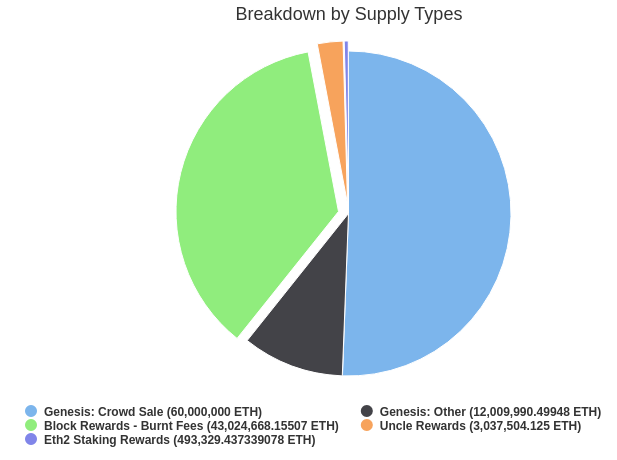 Breakdown by Supply Types
Genesis: Crowd Sale (60,000,000 ETH)
Genesis: Other (12,009,990.49948 ETH)
Block Rewards - Burnt Fees (43,024,668.15507 ETH)
Uncle Rewards (3,037,504.125 ETH)
Eth2 Staking Rewards (493,329.437339078 ETH)